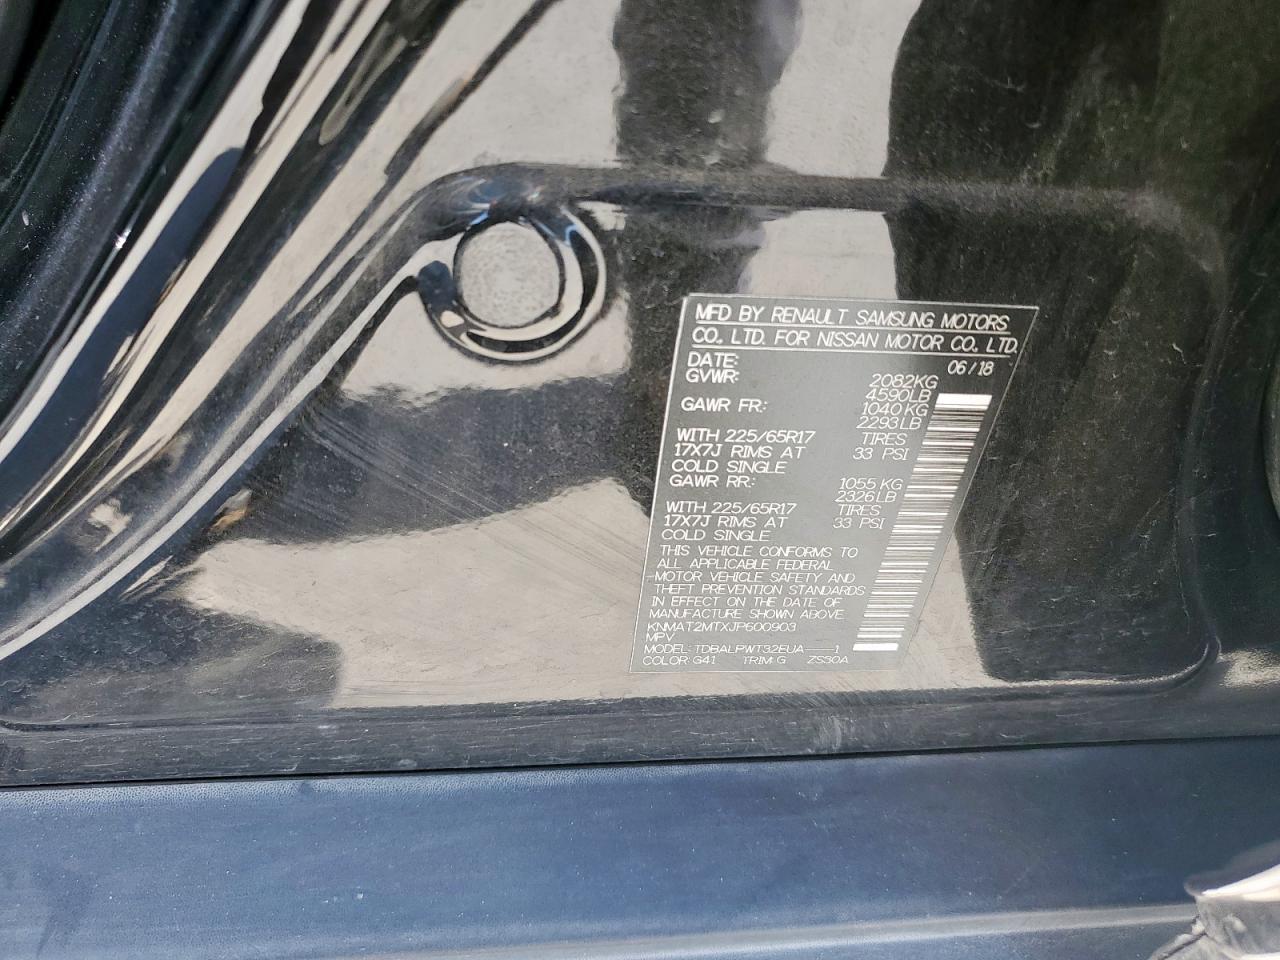 MFD BY RENAULT SAMSUNG MOTORS
CO., LTD. FOR NISSAN MOTOR CO., LTD.
DATE: 06/18
GVWR: 2082KG
4590LB
GAWR FR: 1040KG
2293LB
WITH 225/65R17 TIRES
17X7J RIMS AT 33 PSI
COLD SINGLE
GAWR RR: 1055KG
2326LB
WITH 225/65R17 TIRES
17X7J RIMS AT 33 PSI
COLD SINGLE
THIS VEHICLE CONFORMS TO
ALL APPLICABLE FEDERAL
MOTOR VEHICLE SAFETY AND
THEFT PREVENTION STANDARDS
IN EFFECT ON THE DATE OF
MANUFACTURE SHOWN ABOVE.
KNMAT2MTXJP600903
MPV
MODEL: TDBALPWT32EUA-----1
COLOR: G41 TRIM: G ZS50A